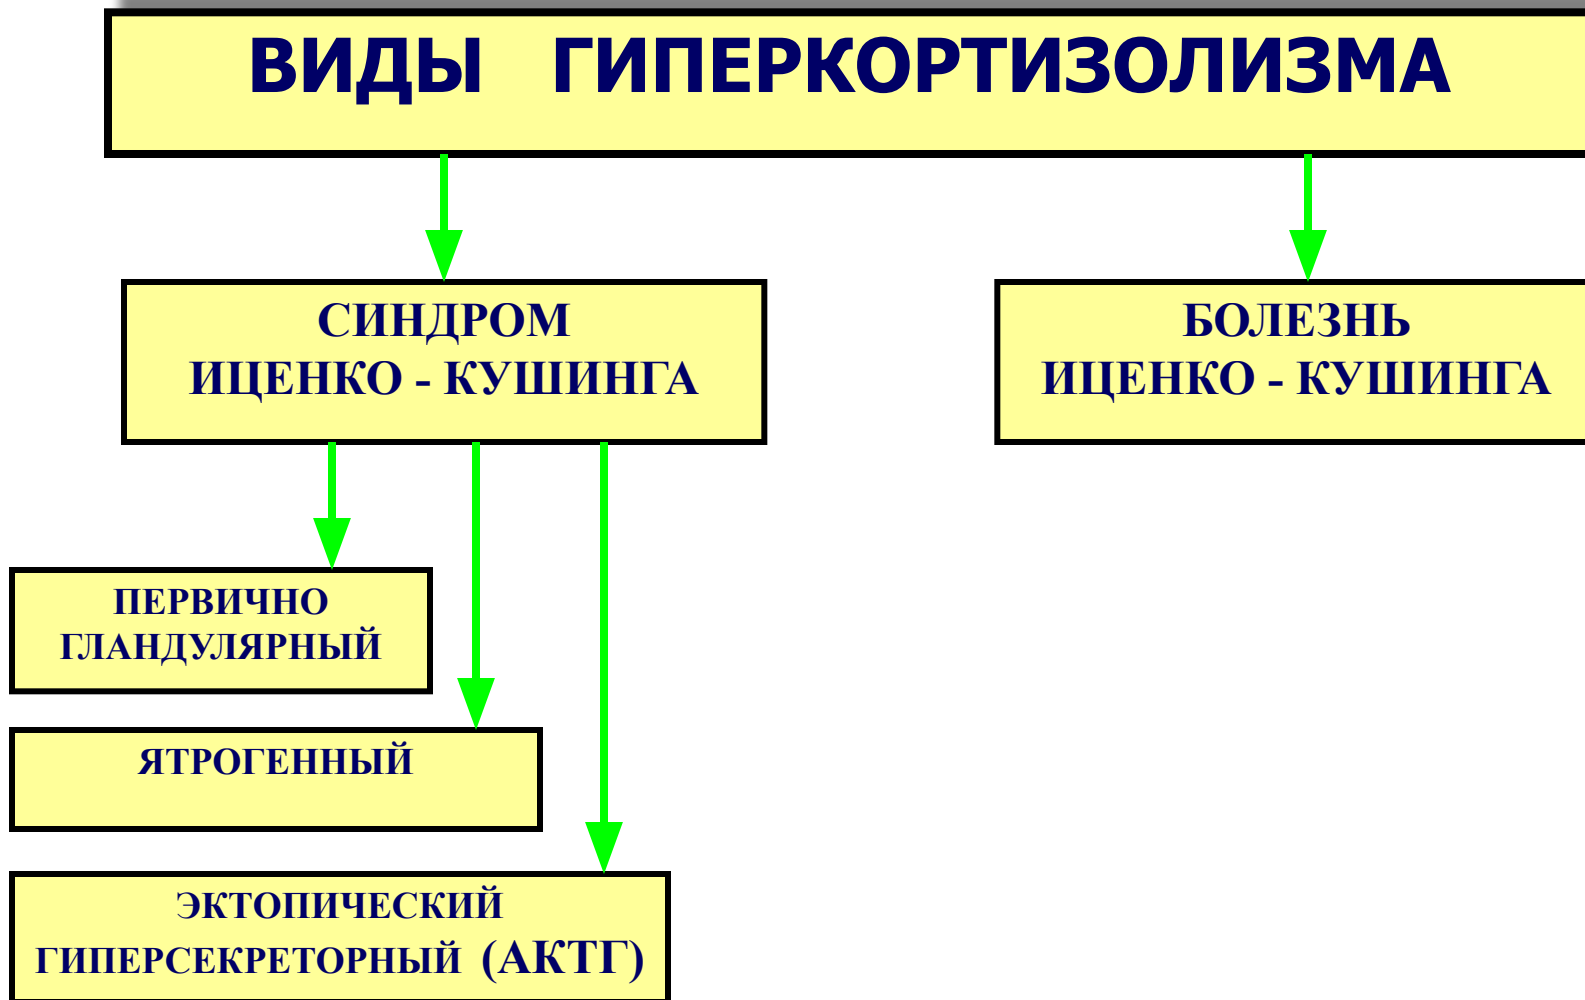 ВИДЫ ГИПЕРКОРТИЗОЛИЗМА
СИНДРОМ
ИЦЕНКО - КУШИНГА
БОЛЕЗНЬ
ИЦЕНКО - КУШИНГА
ПЕРВИЧНО
ГЛАНДУЛЯРНЫЙ
ЯТРОГЕННЫЙ
ЭКТОПИЧЕСКИЙ
ГИПЕРСЕКРЕТОРНЫЙ (АКТГ)